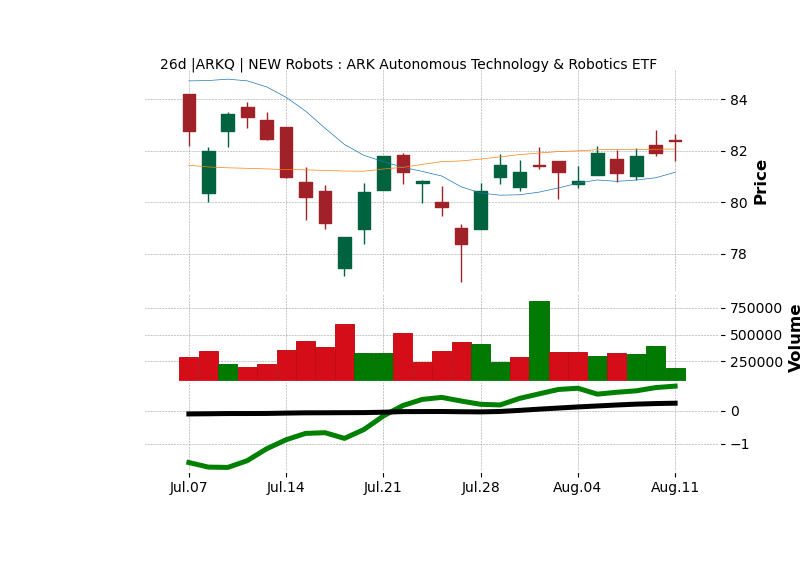 26d |ARKQ | NEW Robots : ARK Autonomous Technology & Robotics ETF
84
82
80
78
Price
750000
500000
250000
Volume
0
−1
Jul.07 Jul.14 Jul.21 Jul.28 Aug.04 Aug.11